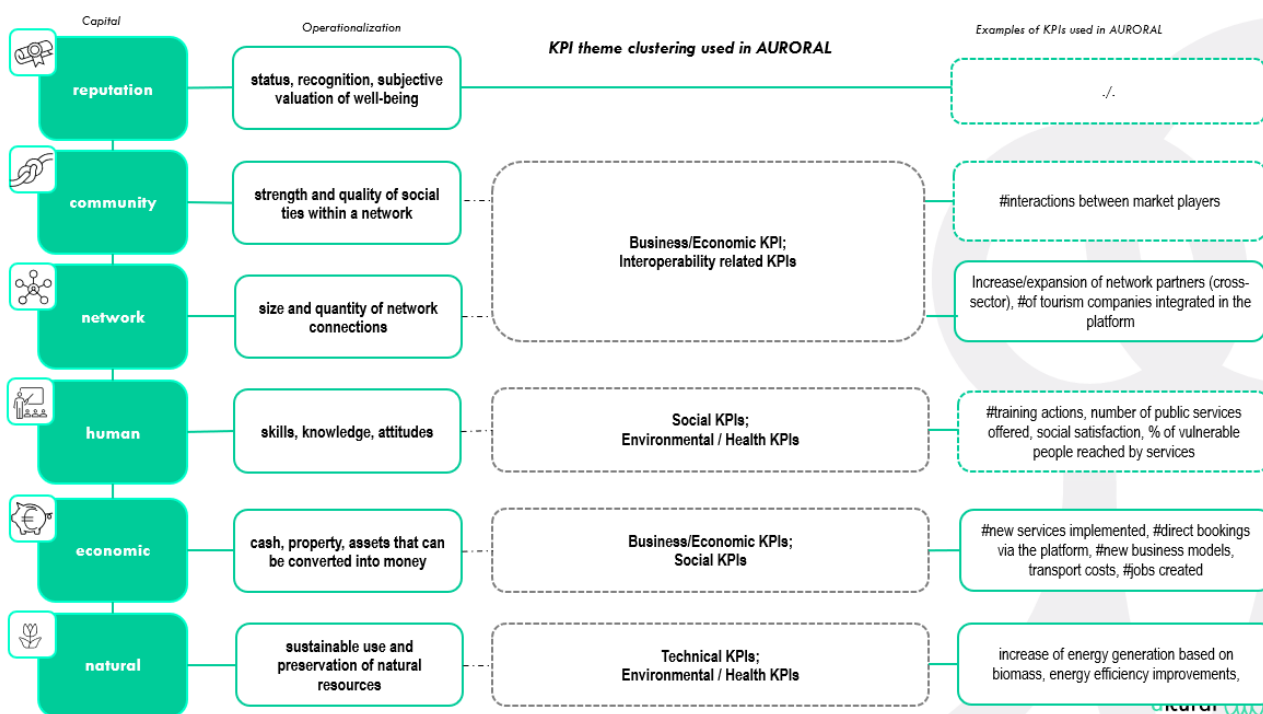 Capital
Operationalization
KPI theme clustering used in AURORAL
Examples of KPIs used in AURORAL
reputation
status, recognition, subjective
valuation of well-being
-/-
community
strength and quality of social
ties within a network
Business/Economic KPI;
Interoperability related KPIs
#interactions between market players
network
size and quantity of network
connections
Increase/expansion of network partners (cross-
sector), #of tourism companies integrated in the
platform
human
skills, knowledge, attitudes
Social KPIs;
Environmental / Health KPIs
#training actions, number of public services
offered, social satisfaction, % of vulnerable
people reached by services
economic
cash, property, assets that can
be converted into money
Business/Economic KPIs;
Social KPIs
#new services implemented, #direct bookings
via the platform, #new business models,
transport costs, #jobs created
natural
sustainable use and
preservation of natural
resources
Technical KPIs;
Environmental / Health KPIs
increase of energy generation based on
biomass, energy efficiency improvements,